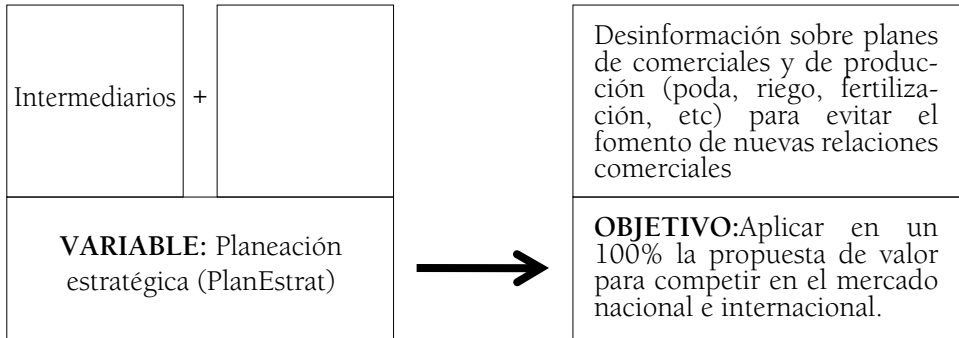 Intermediarios +
Desinformación sobre planes
de comerciales y de produc-
ción (poda, riego, fertiliza-
ción, etc) para evitar el
fomento de nuevas relaciones
comerciales
VARIABLE: Planeación
estratégica (PlanEstrat)
OBJETIVO:Aplicar en un
100% la propuesta de valor
para competir en el mercado
nacional e internacional.